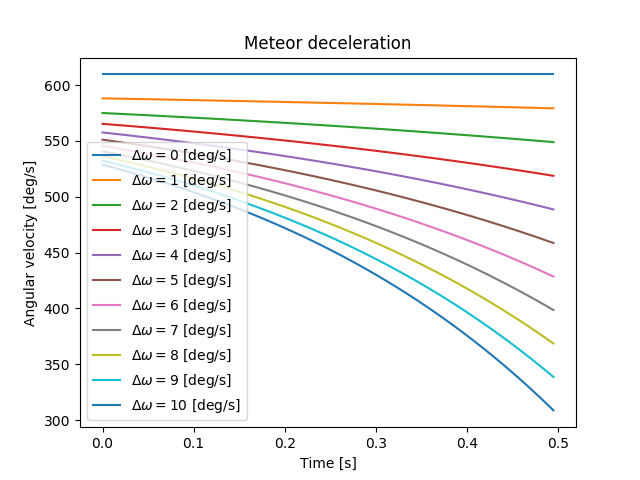 Meteor deceleration
Angular velocity [deg/s]
600
550
500
450
400
350
300
Δω = 0 [deg/s]
Δω = 1 [deg/s]
Δω = 2 [deg/s]
Δω = 3 [deg/s]
Δω = 4 [deg/s]
Δω = 5 [deg/s]
Δω = 6 [deg/s]
Δω = 7 [deg/s]
Δω = 8 [deg/s]
Δω = 9 [deg/s]
Δω = 10 [deg/s]
0.0 0.1 0.2 0.3 0.4 0.5
Time [s]